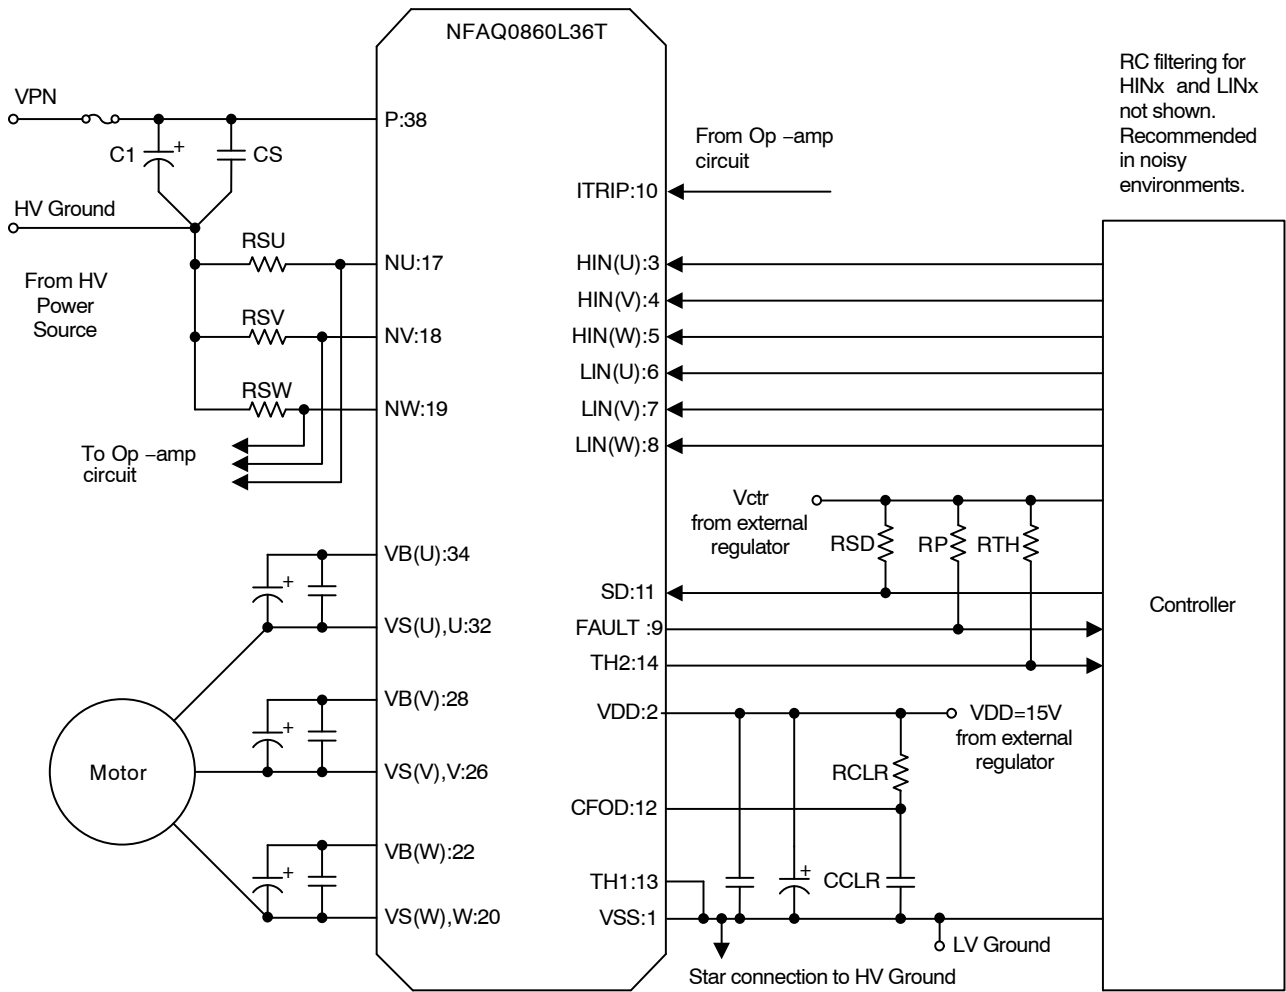 NFAQ0860L36T
RC filtering for
HINx and LINx
not shown.
Recommended
in noisy
environments.
VPN
P:38
C1
+
CS
From Op –amp
circuit
ITRIP:10
HV Ground
RSU
NU:17
HIN(U):3
From HV
Power
Source
HIN(V):4
RSV
NV:18
HIN(W):5
LIN(U):6
RSW
NW:19
LIN(V):7
LIN(W):8
To Op –amp
circuit
Vctr
from external
regulator
RSD
RP
RTH
VB(U):34
+
SD:11
Controller
VS(U),U:32
FAULT :9
TH2:14
VB(V):28
VDD:2
VDD=15V
from external
regulator
+
Motor
VS(V),V:26
RCLR
CFOD:12
VB(W):22
+
TH1:13
+
CCLR
VS(W),W:20
VSS:1
LV Ground
Star connection to HV Ground